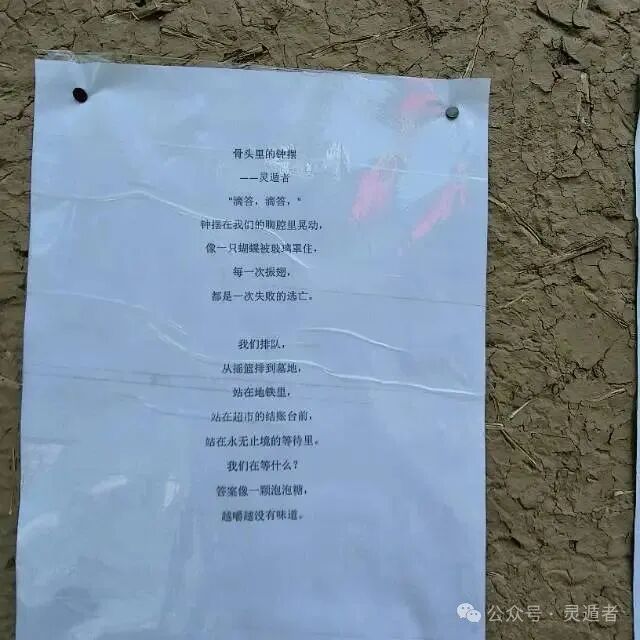 骨头里的钟摆
——灵遁者
"滴答，滴答，"
钟摆在我们的胸腔里晃动，
像一只蝴蝶被玻璃罩住，
每一次振翅，
都是一次失败的逃亡。
我们排队，
从摇篮排到墓地，
站在地铁里，
站在超市的结账台前，
站在永无止境的等待里。
我们在等什么？
答案像一颗泡泡糖，
越嚼越没有味道。
公众号·灵遁者